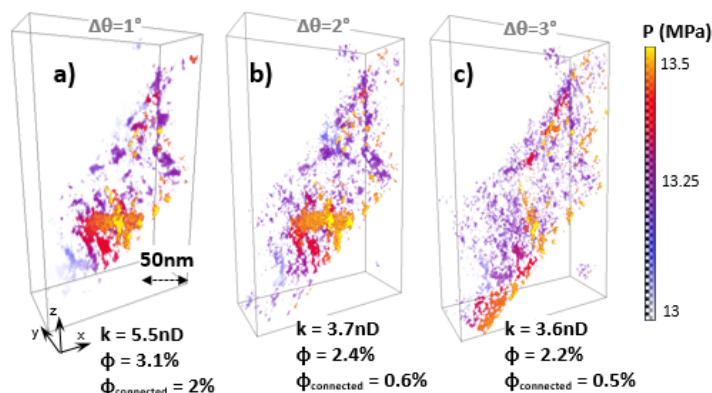 Δθ=1°
Δθ=2°
Δθ=3°
P (MPa)
a)
b)
c)
13.5
13.25
13
50nm
z
y
x
k = 5.5nD
ϕ = 3.1%
ϕconnected = 2%
k = 3.7nD
ϕ = 2.4%
ϕconnected = 0.6%
k = 3.6nD
ϕ = 2.2%
ϕconnected = 0.5%